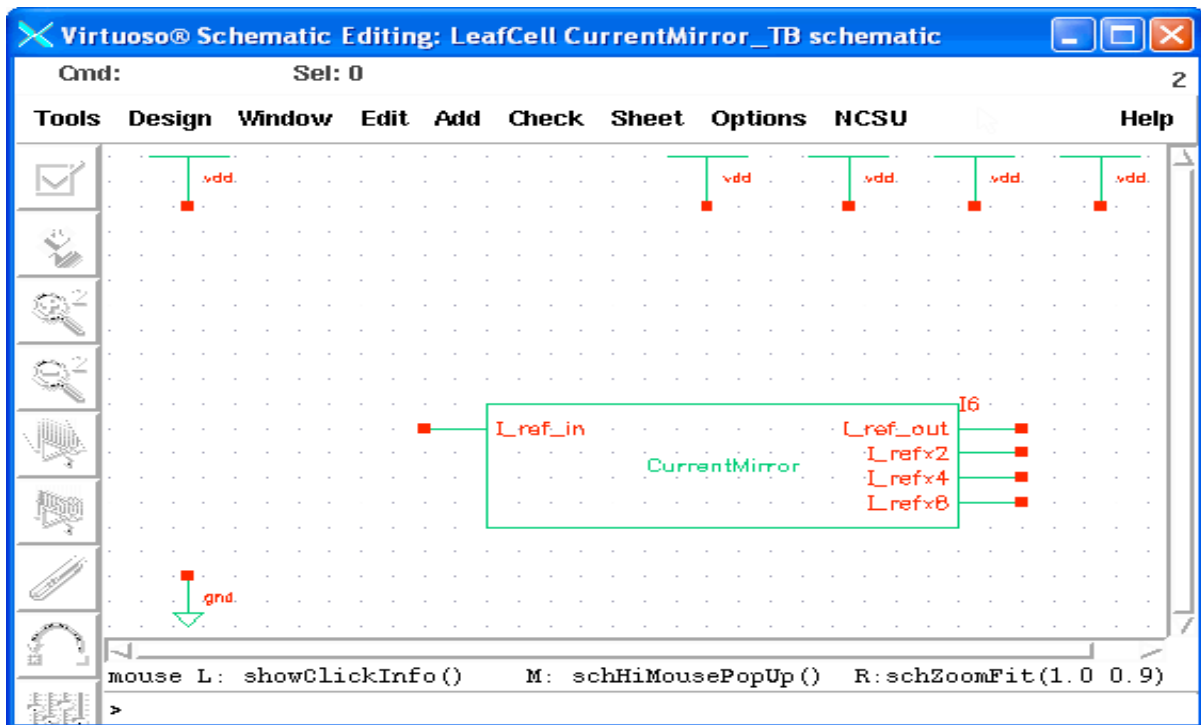 Virtuoso® Schematic Editing: LeafCell CurrentMirror_TB schematic
Cmd: Sel: 0 2
Tools Design Window Edit Add Check Sheet Options NCSU Help
vdd vdd vdd vdd vdd
I6
I_ref_in I_ref_out
I_refx2
CurrentMirror
I_refx4
I_refx8
gnd
mouse L: showClickInfo() M: schHiMousePopUp() R:schZoomFit(1.0 0.9)
>